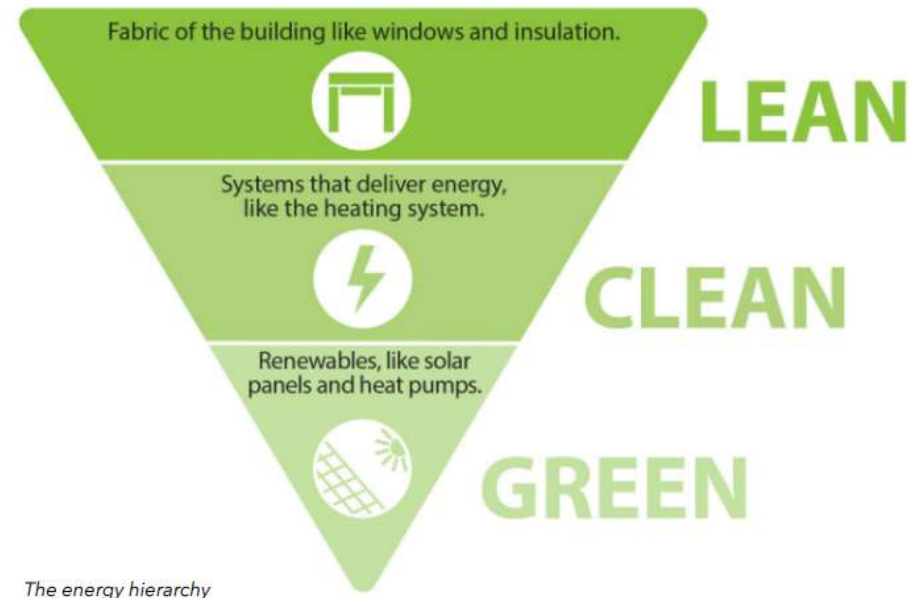 Fabric of the building like windows and insulation.
LEAN
Systems that deliver energy,
like the heating system.
CLEAN
Renewables, like solar
panels and heat pumps.
GREEN
The energy hierarchy